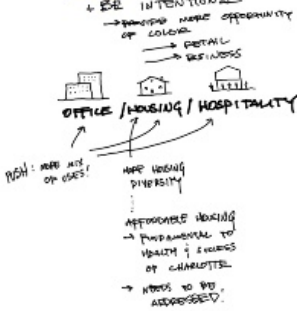 + BE INTENTIONAL
→ PROVIDE MORE OPPORTUNITY
OF COLOR
→ RETAIL
→ BUSINESS
OFFICE / HOUSING / HOSPITALITY
PUSH: MORE MIX
OF USES!
MORE HOUSING
DIVERSITY
AFFORDABLE HOUSING
→ FUNDAMENTAL TO
HEALTH & SUCCESS
OF CHARLOTTE
→ NEEDS TO BE
ADDRESSED.